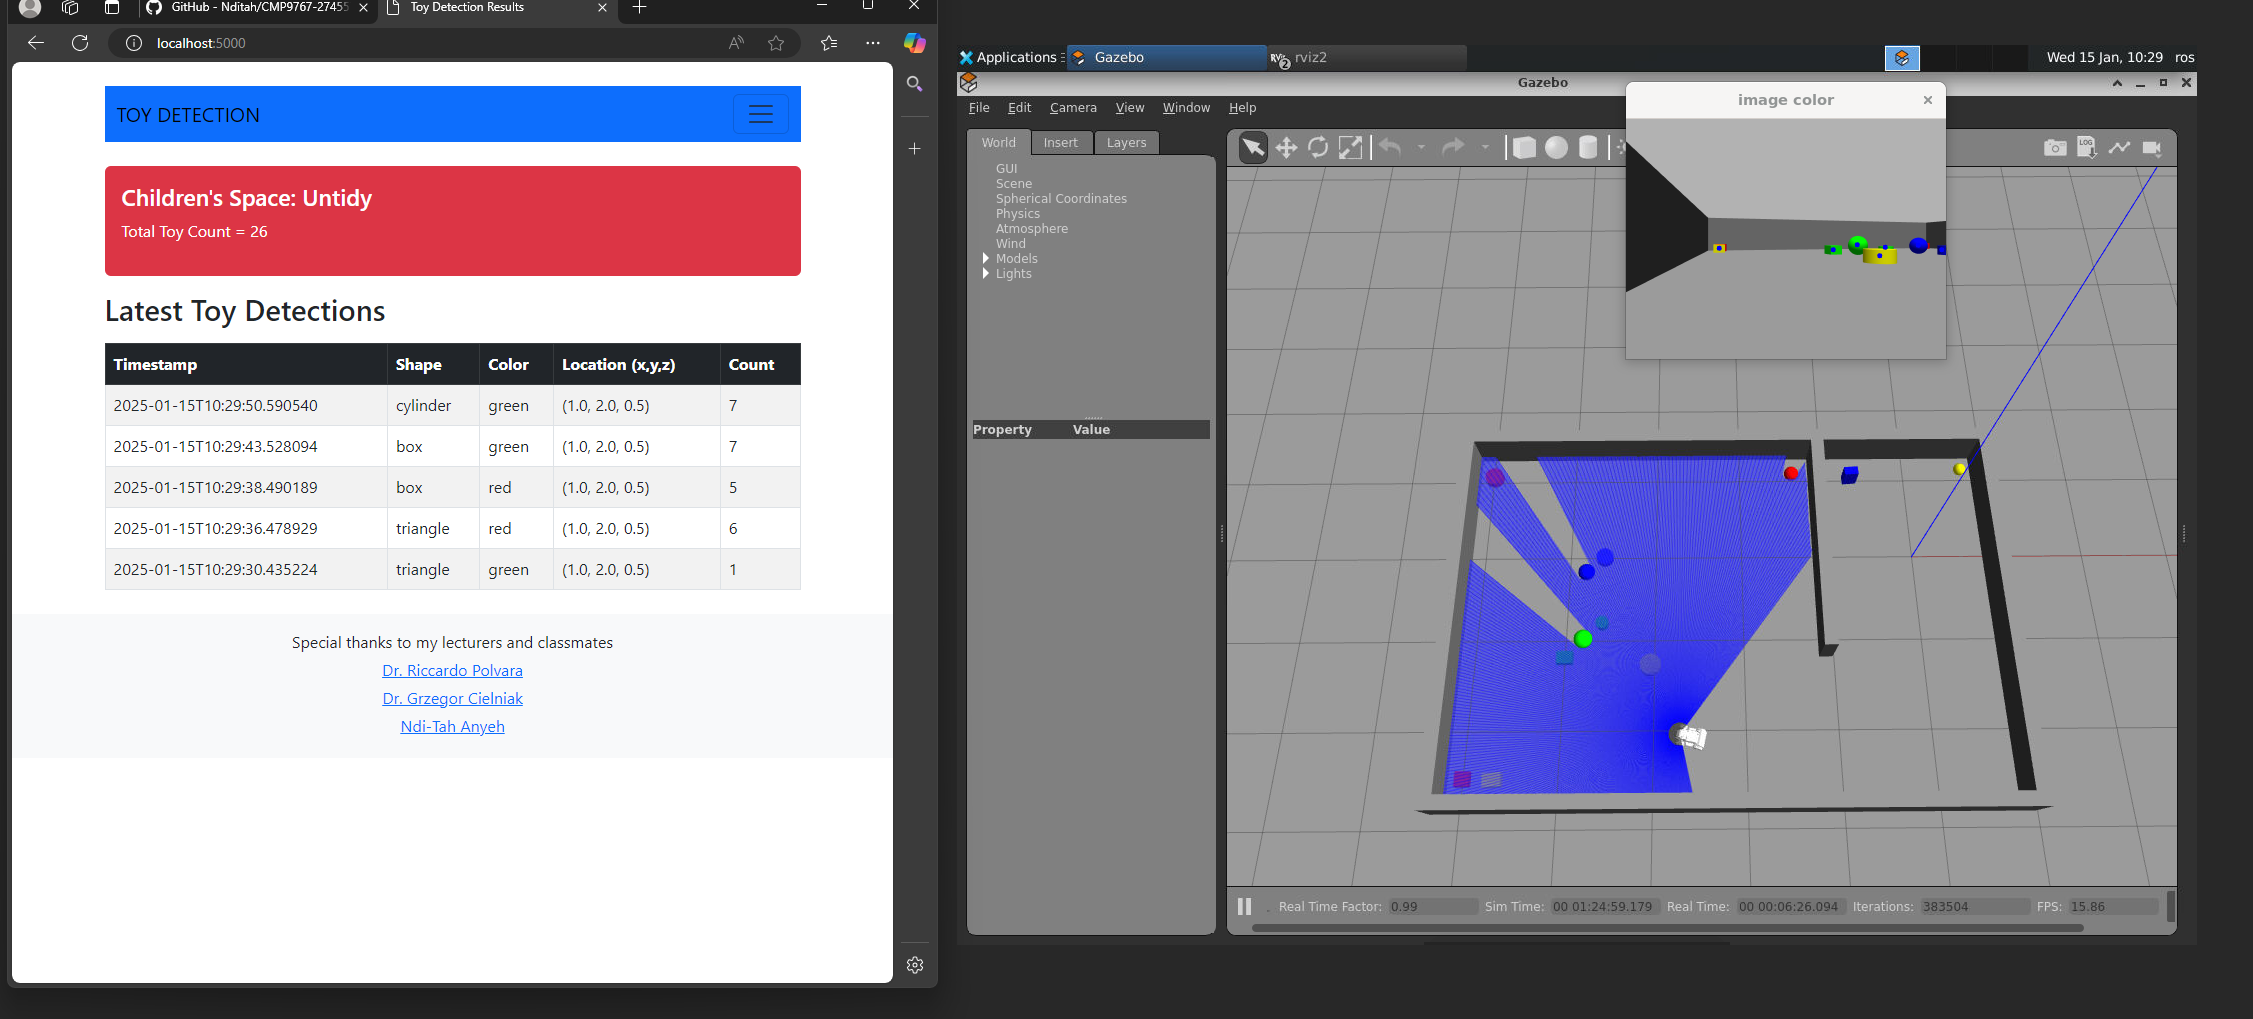 GitHub - Nditah/CMP9767-27455
Toy Detection Results
localhost:5000
TOY DETECTION
Children's Space: Untidy
Total Toy Count = 26
Latest Toy Detections
Timestamp Shape Color Location (x,y,z) Count
2025-01-15T10:29:50.590540 cylinder green (1.0, 2.0, 0.5) 7
2025-01-15T10:29:43.528094 box green (1.0, 2.0, 0.5) 7
2025-01-15T10:29:38.490189 box red (1.0, 2.0, 0.5) 5
2025-01-15T10:29:36.478929 triangle red (1.0, 2.0, 0.5) 6
2025-01-15T10:29:30.435224 triangle green (1.0, 2.0, 0.5) 1
Special thanks to my lecturers and classmates
Dr. Riccardo Polvara
Dr. Grzegor Cielniak
Ndi-Tah Anyeh
Applications Gazebo rviz2 Wed 15 Jan, 10:29 ros
Gazebo
File Edit Camera View Window Help
image color
World Insert Layers
GUI
Scene
Spherical Coordinates
Physics
Atmosphere
Wind
Models
Lights
Property Value
LOG
Real Time Factor: 0.99 Sim Time: 00 01:24:59.179 Real Time: 00 00:06:26.094 Iterations: 383504 FPS: 15.86